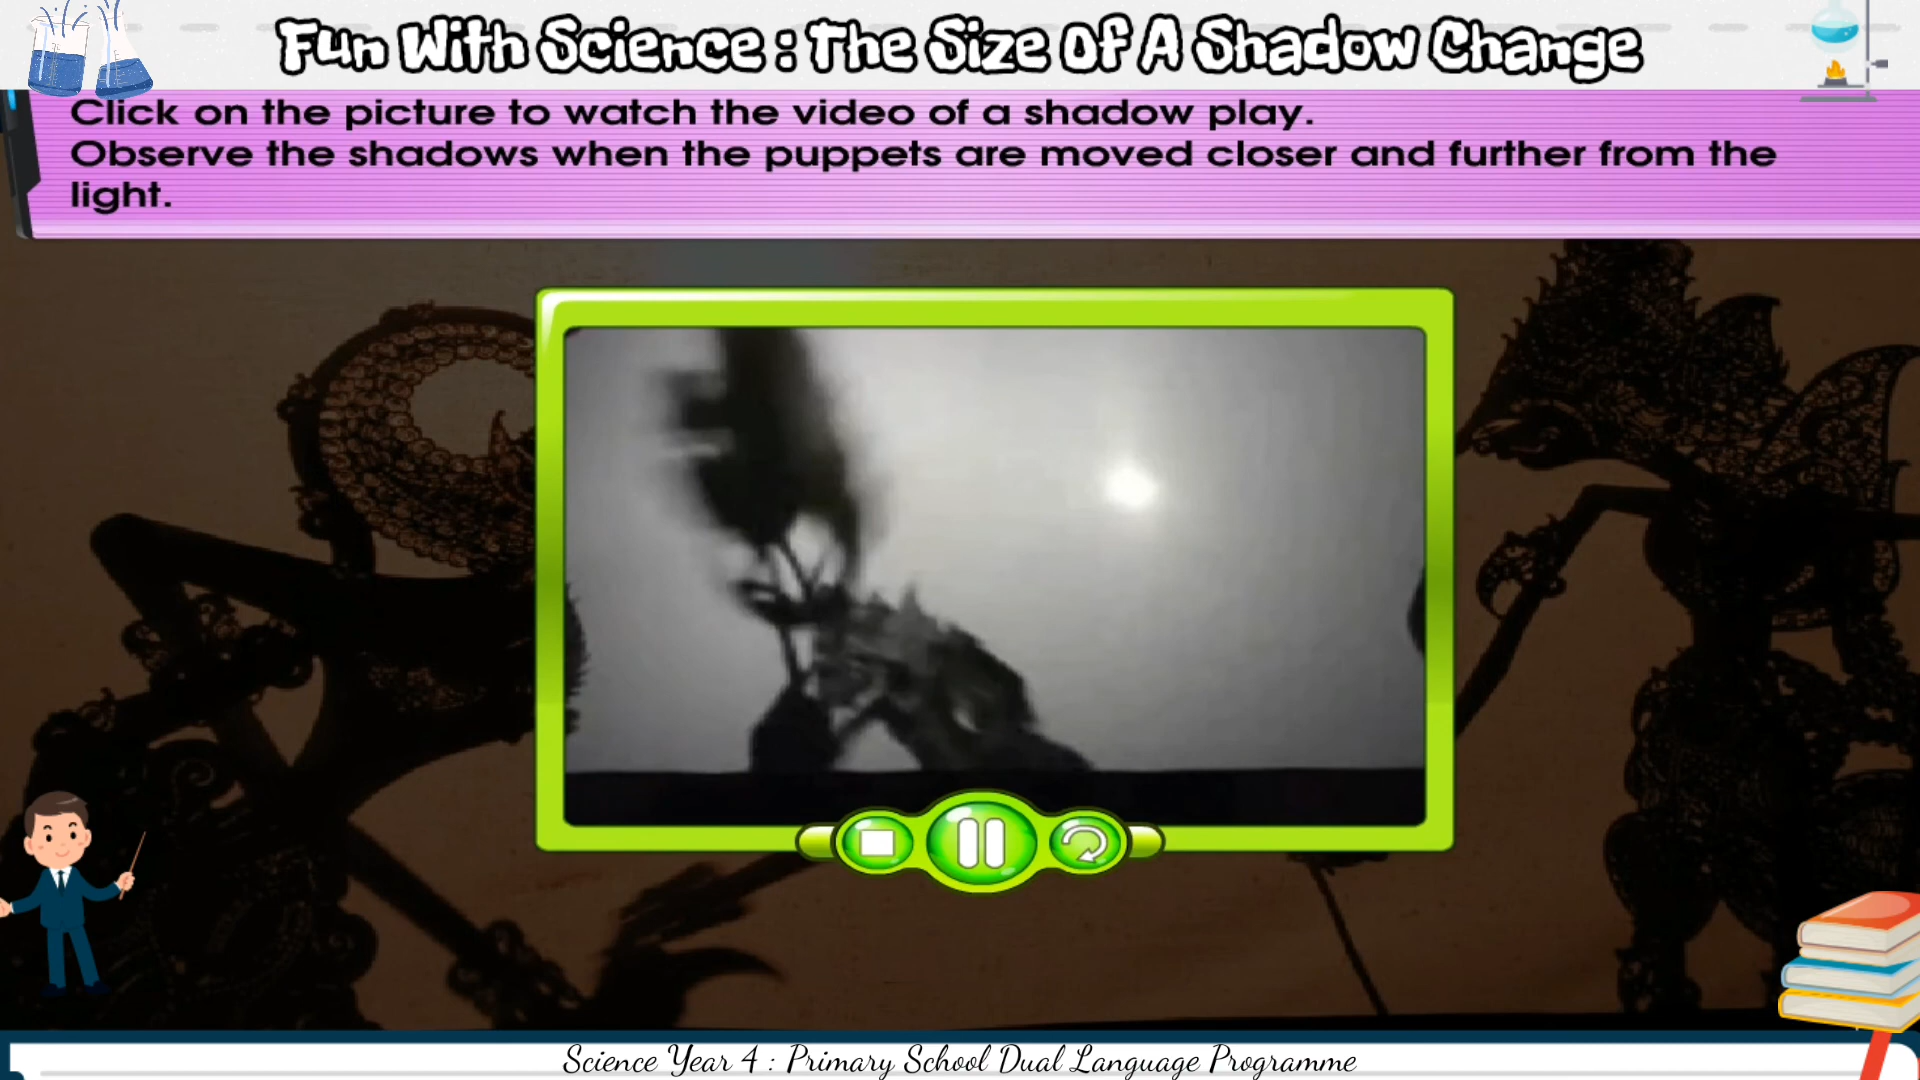 Fun With Science : The Size Of A Shadow Change
Click on the picture to watch the video of a shadow play.
Observe the shadows when the puppets are moved closer and further from the
light.
Science Year 4 : Primary School Dual Language Programme